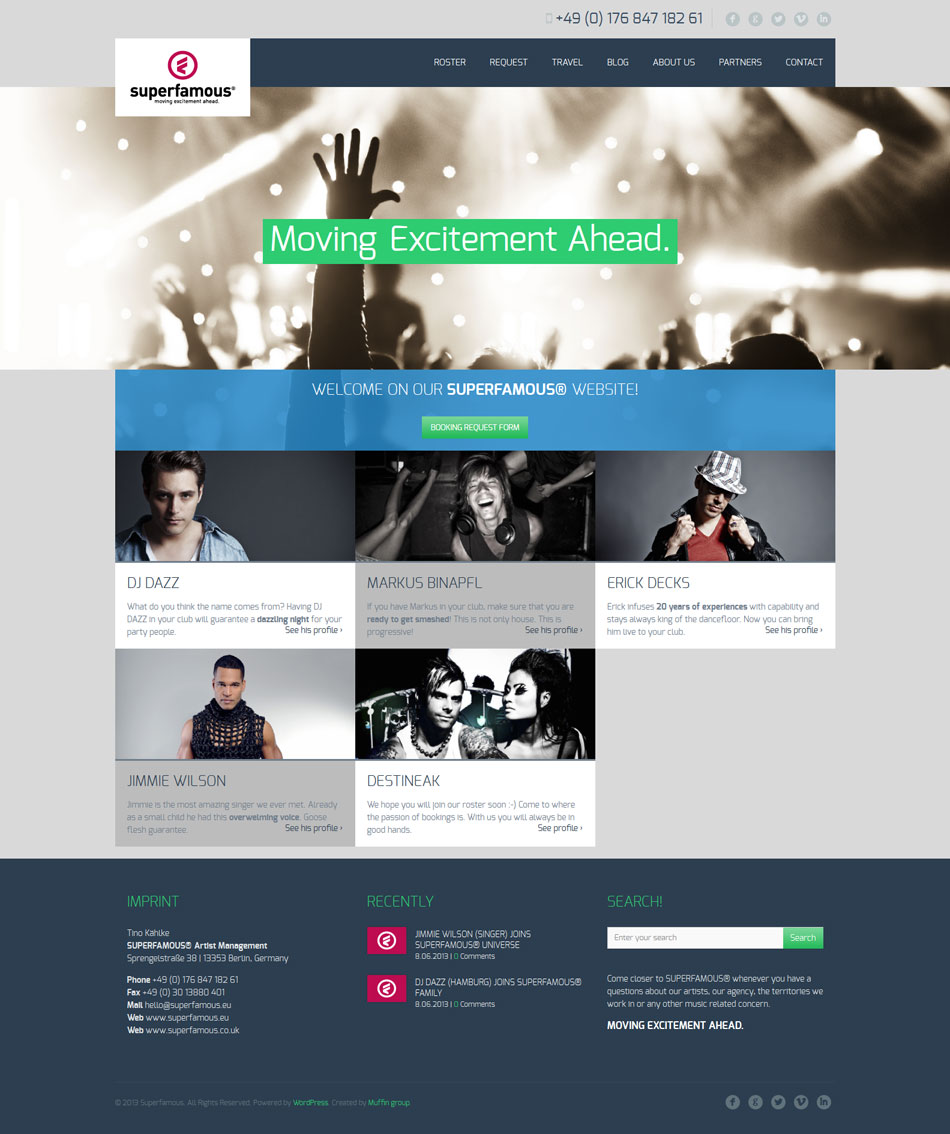 +49 (0) 176 847 182 61
superfamous®
moving excitement ahead.
ROSTER REQUEST TRAVEL BLOG ABOUT US PARTNERS CONTACT
Moving Excitement Ahead.
WELCOME ON OUR SUPERFAMOUS® WEBSITE!
BOOKING REQUEST FORM
DJ DAZZ
What do you think the name comes from? Having DJ
DAZZ in your club will guarantee a dazzling night for your
party people.
See his profile ›
MARKUS BINAPFL
If you have Markus in your club, make sure that you are
ready to get smashed! This is not only house. This is
progressive!
See his profile ›
ERICK DECKS
Erick infuses 20 years of experiences with capability and
stays always king of the dancefloor. Now you can bring
him live to your club.
See his profile ›
JIMMIE WILSON
Jimmie is the most amazing singer we ever met. Already
as a small child he had this overwelming voice. Goose
flesh guarantee.
See his profile ›
DESTINEAK
We hope you will join our roster soon :-) Come to where
the passion of bookings is. With us you will always be in
good hands.
See profile ›
IMPRINT
Tino Kahlke
SUPERFAMOUS® Artist Management
Sprengelstraße 38 | 13353 Berlin, Germany
Phone +49 (0) 176 847 182 61
Fax +49 (0) 30 13880 401
Mail hello@superfamous.eu
Web www.superfamous.eu
Web www.superfamous.co.uk
RECENTLY
JIMMIE WILSON (SINGER) JOINS
SUPERFAMOUS® UNIVERSE
8.06.2013 | 0 Comments
DJ DAZZ (HAMBURG) JOINS SUPERFAMOUS®
FAMILY
8.06.2013 | 0 Comments
SEARCH!
Enter your search
Search
Come closer to SUPERFAMOUS® whenever you have a
questions about our artists, our agency, the territories we
work in or any other music related concern.
MOVING EXCITEMENT AHEAD.
© 2013 Superfamous. All Rights Reserved. Powered by WordPress. Created by Muffin group.